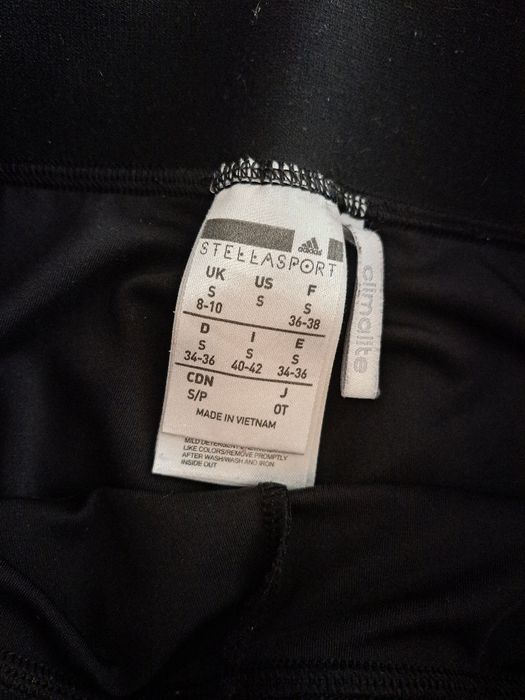 adidas
STELLASPORT
UK US F
S S S
8-10 36-38
D I E
S S S
34-36 40-42 34-36
CDN J
S/P OT
MADE IN VIETNAM
LIKE COLORS/REMOVE PROMPTLY
AFTER WASH/WASH AND IRON
INSIDE OUT
climalite